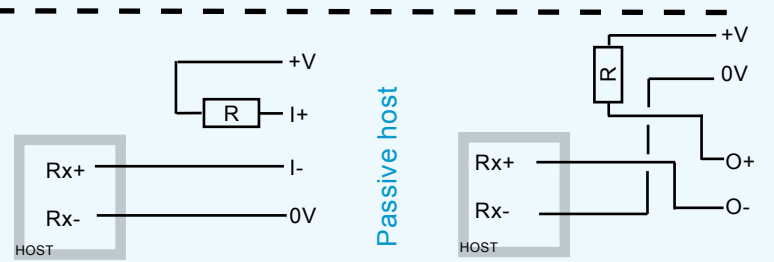 +V
R
I+
Rx+
I-
Rx-
0V
HOST
Passive host
+V
R
0V
Rx+
O+
Rx-
O-
HOST